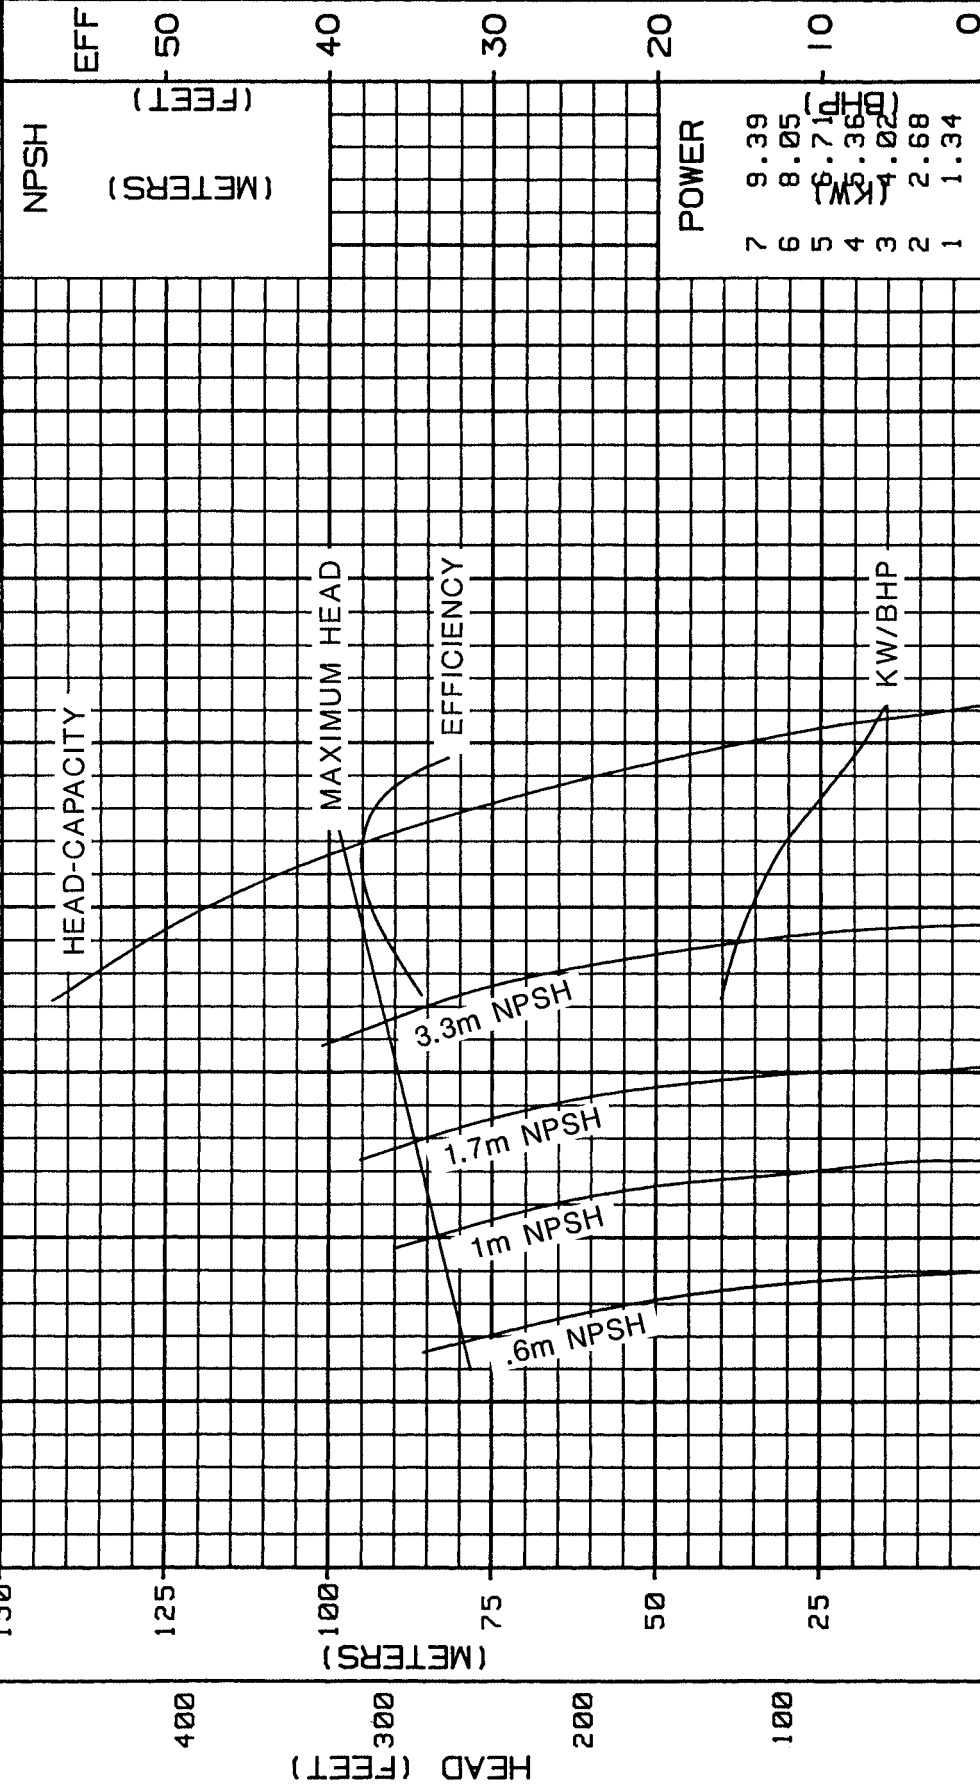 NPSH
(METERS)
(FEET)
EFF
50
40
30
20
10
0
POWER
(KW)
(BHP)
7 9.39
6 8.05
5 6.71
4 5.36
3 4.02
2 2.68
1 1.34
HEAD-CAPACITY
MAXIMUM HEAD
EFFICIENCY
KW/BHP
3.3m NPSH
1.7m NPSH
1m NPSH
.6m NPSH
150
125
100
75
50
25
(METERS)
400
300
200
100
HEAD (FEET)